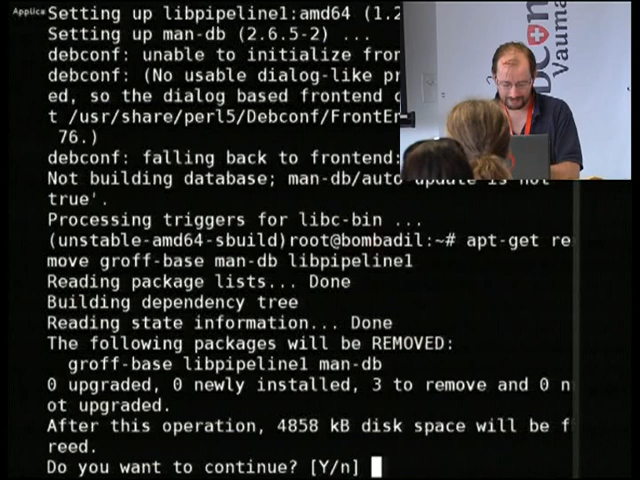 Applica
Setting up libpipeline1:amd64 (1.2
Setting up man-db (2.6.5-2) ...
debconf: unable to initialize fron
debconf: (No usable dialog-like pr
ed, so the dialog based frontend c
t /usr/share/perl5/Debconf/FrontEn
76.)
debconf: falling back to frontend:
Not building database; man-db/auto-update is not
true'.
Processing triggers for libc-bin ...
(unstable-amd64-sbuild)root@bombadil:~# apt-get re
move groff-base man-db libpipeline1
Reading package lists... Done
Building dependency tree
Reading state information... Done
The following packages will be REMOVED:
groff-base libpipeline1 man-db
0 upgraded, 0 newly installed, 3 to remove and 0 n
ot upgraded.
After this operation, 4858 kB disk space will be f
reed.
Do you want to continue? [Y/n]
Vauma